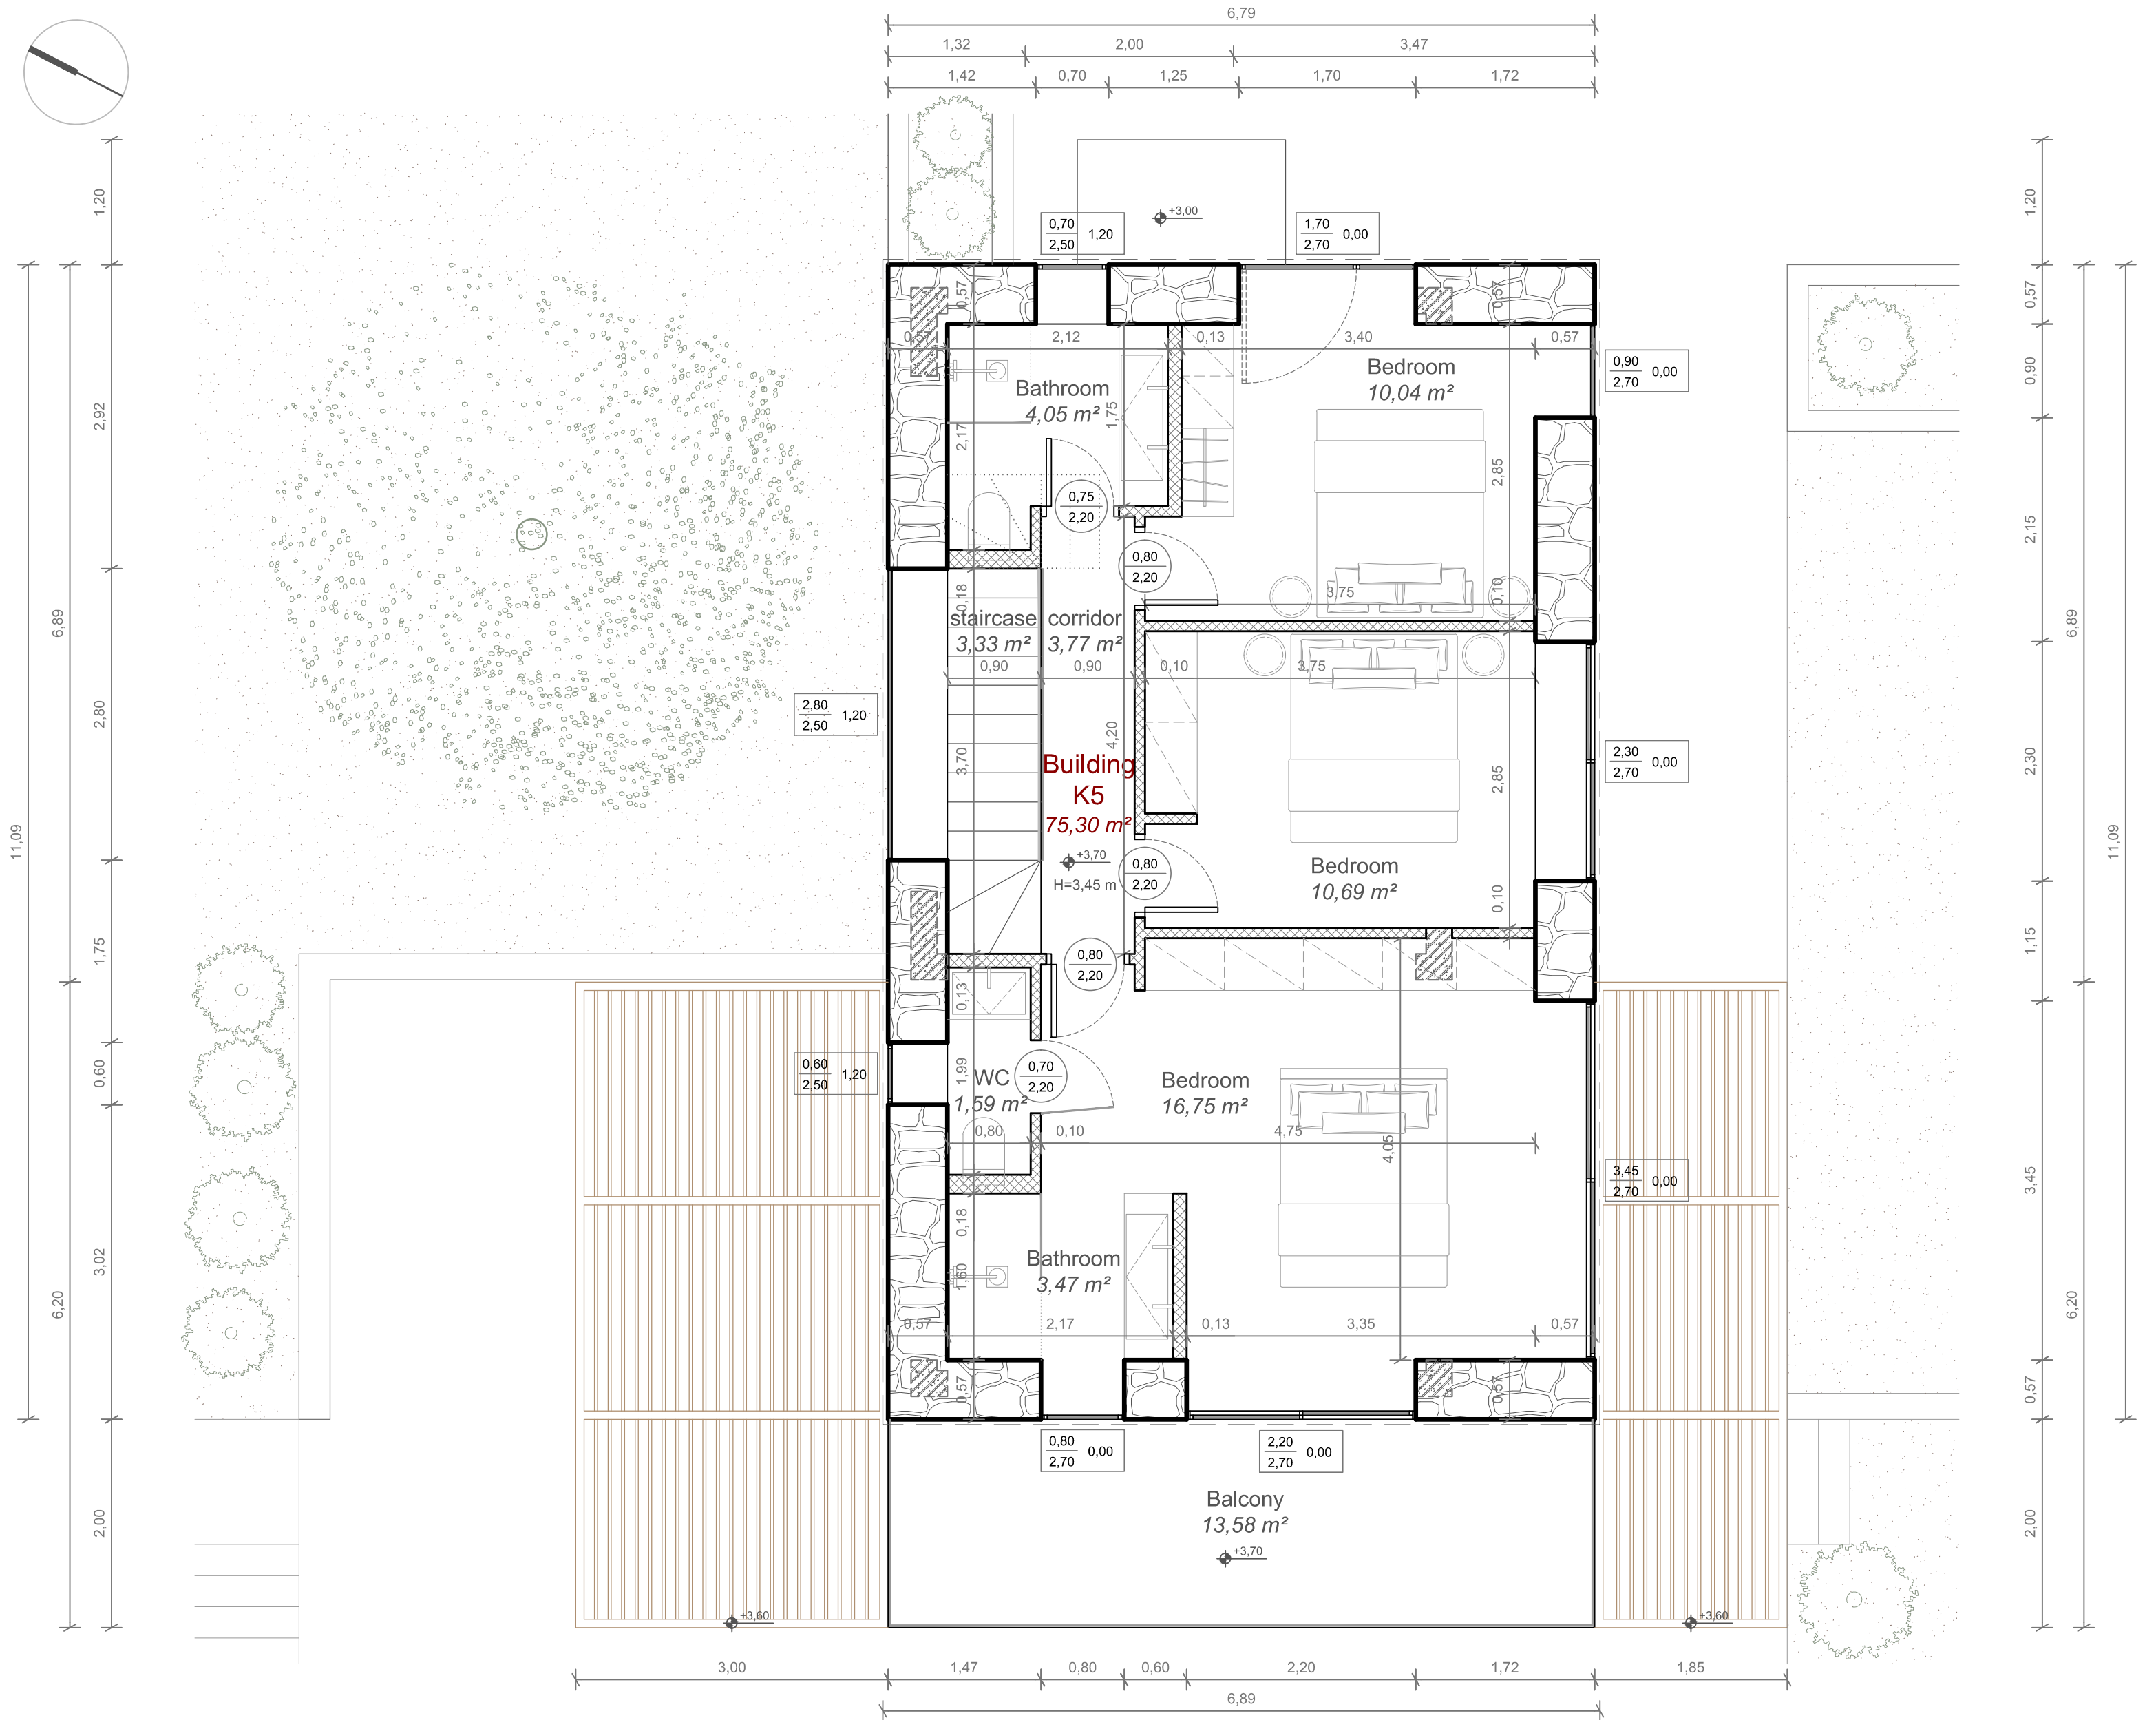 6,79
1,32 2,00 3,47
1,42 0,70 1,25 1,70 1,72
1,20
2,92
2,80
1,75
0,60
3,02
2,00
6,89
6,20
11,09
1,20
0,57
0,90
2,15
2,30
1,15
3,45
0,57
2,00
6,89
6,20
11,09
+3,00
0,70
2,50 1,20
1,70
2,70 0,00
0,57 0,57
0,57 2,12 0,13 3,40 0,57
0,90
2,70 0,00
Bathroom
4,05 m²
Bedroom
10,04 m²
1,75
2,17
2,85
0,75
2,20
0,80
2,20
3,75
0,10
0,18
staircase
3,33 m²
corridor
3,77 m²
0,90 0,90 0,10 3,75
2,80
2,50 1,20
2,30
2,70 0,00
3,70
4,20
2,85
Building
K5
75,30 m²
+3,70
H=3,45 m
0,80
2,20
Bedroom
10,69 m²
0,10
0,80
2,20
0,13
0,60
2,50 1,20
1,99
WC
1,59 m²
0,70
2,20
Bedroom
16,75 m²
0,80 0,10 4,75
4,05
3,45
2,70 0,00
0,18
1,60
Bathroom
3,47 m²
0,57 2,17 0,13 3,35 0,57
0,57 0,57
0,80
2,70 0,00
2,20
2,70 0,00
Balcony
13,58 m²
+3,70
+3,60
+3,60
3,00 1,47 0,80 0,60 2,20 1,72 1,85
6,89